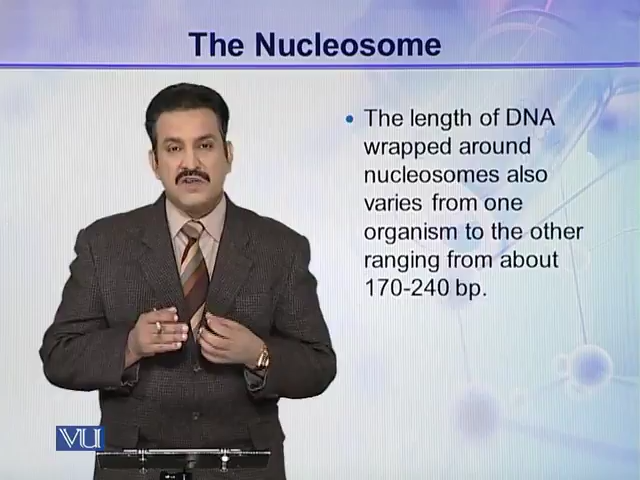 The Nucleosome
• The length of DNA
wrapped around
nucleosomes also
varies from one
organism to the other
ranging from about
170-240 bp.
VU